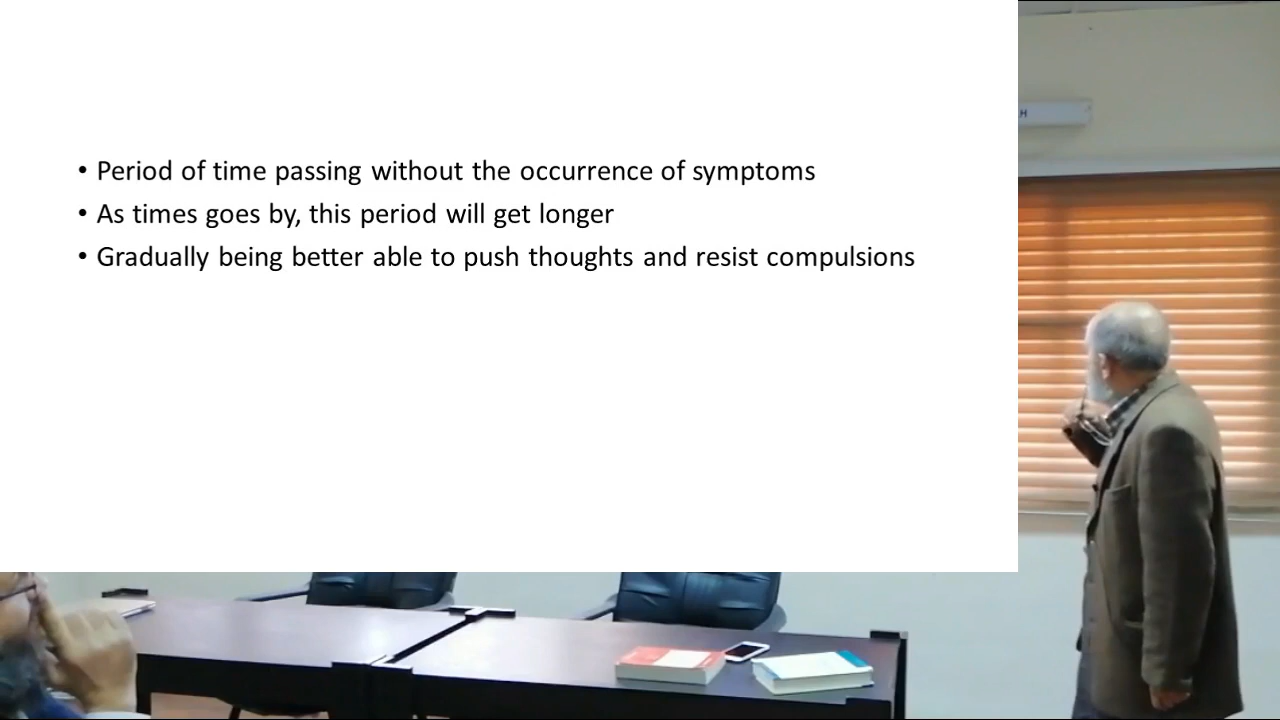 • Period of time passing without the occurrence of symptoms
• As times goes by, this period will get longer
• Gradually being better able to push thoughts and resist compulsions
H